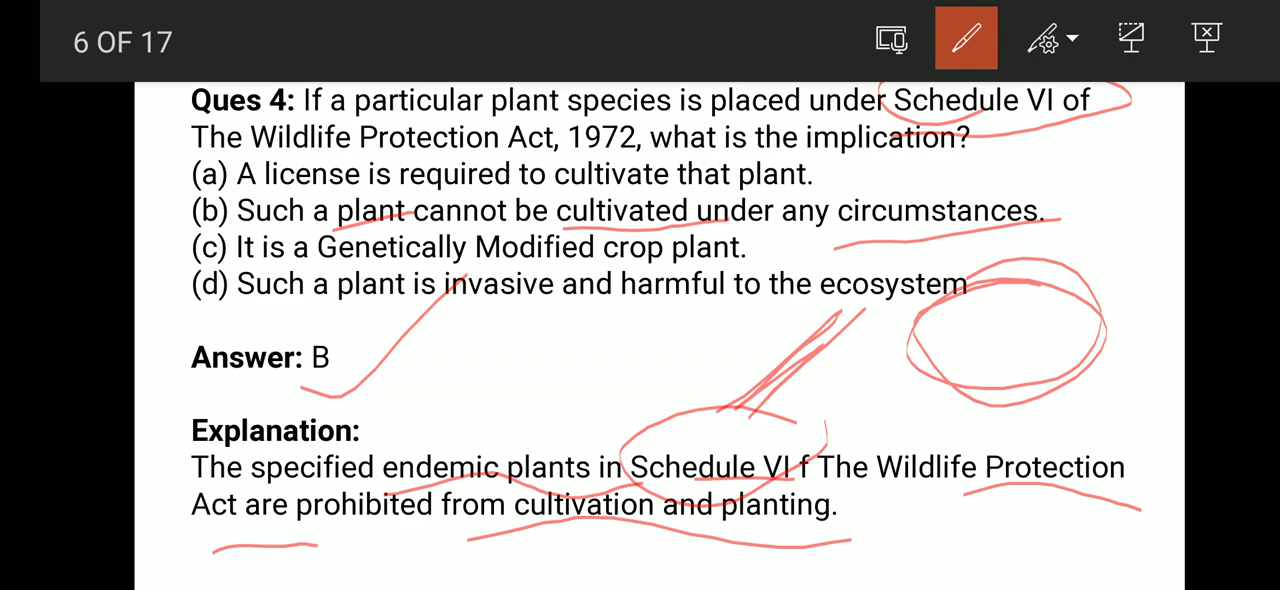 6 OF 17
Ques 4: If a particular plant species is placed under Schedule VI of
The Wildlife Protection Act, 1972, what is the implication?
(a) A license is required to cultivate that plant.
(b) Such a plant cannot be cultivated under any circumstances.
(c) It is a Genetically Modified crop plant.
(d) Such a plant is invasive and harmful to the ecosystem
Answer: B
Explanation:
The specified endemic plants in Schedule VI f The Wildlife Protection
Act are prohibited from cultivation and planting.